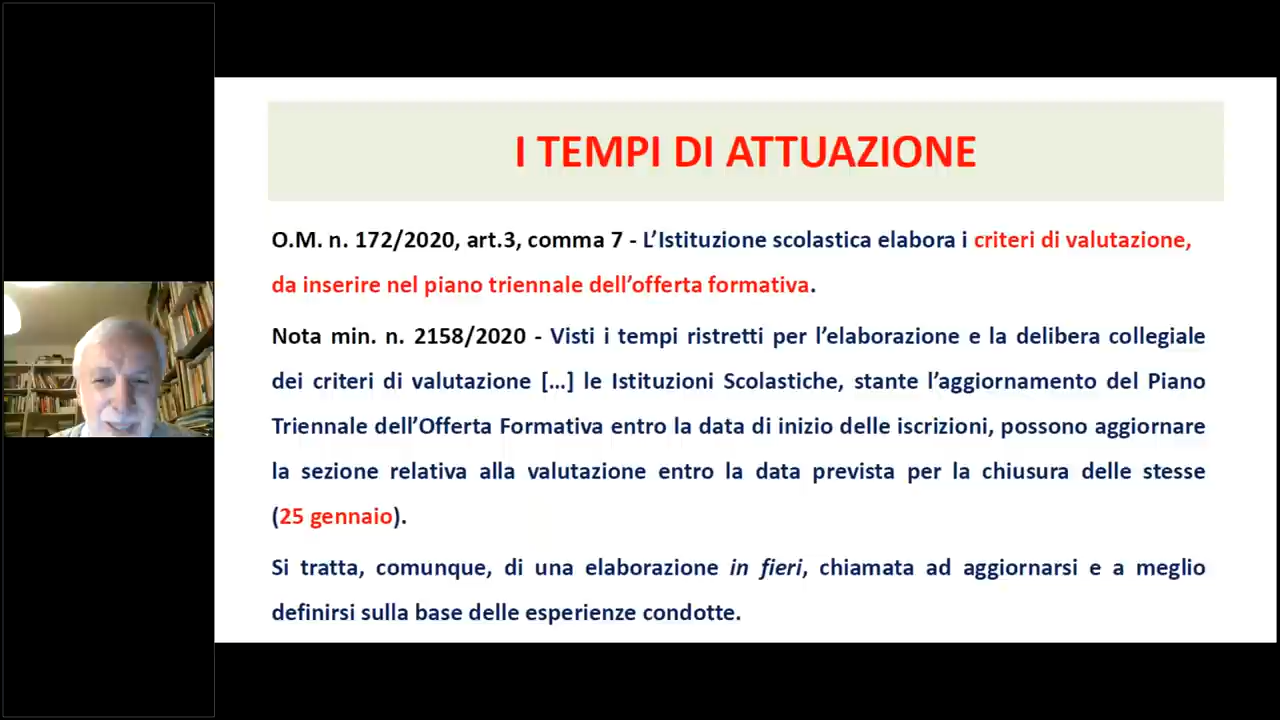 I TEMPI DI ATTUAZIONE
O.M. n. 172/2020, art.3, comma 7 - L’Istituzione scolastica elabora i criteri di valutazione,
da inserire nel piano triennale dell’offerta formativa.
Nota min. n. 2158/2020 - Visti i tempi ristretti per l’elaborazione e la delibera collegiale
dei criteri di valutazione [...] le Istituzioni Scolastiche, stante l’aggiornamento del Piano
Triennale dell’Offerta Formativa entro la data di inizio delle iscrizioni, possono aggiornare
la sezione relativa alla valutazione entro la data prevista per la chiusura delle stesse
(25 gennaio).
Si tratta, comunque, di una elaborazione in fieri, chiamata ad aggiornarsi e a meglio
definirsi sulla base delle esperienze condotte.